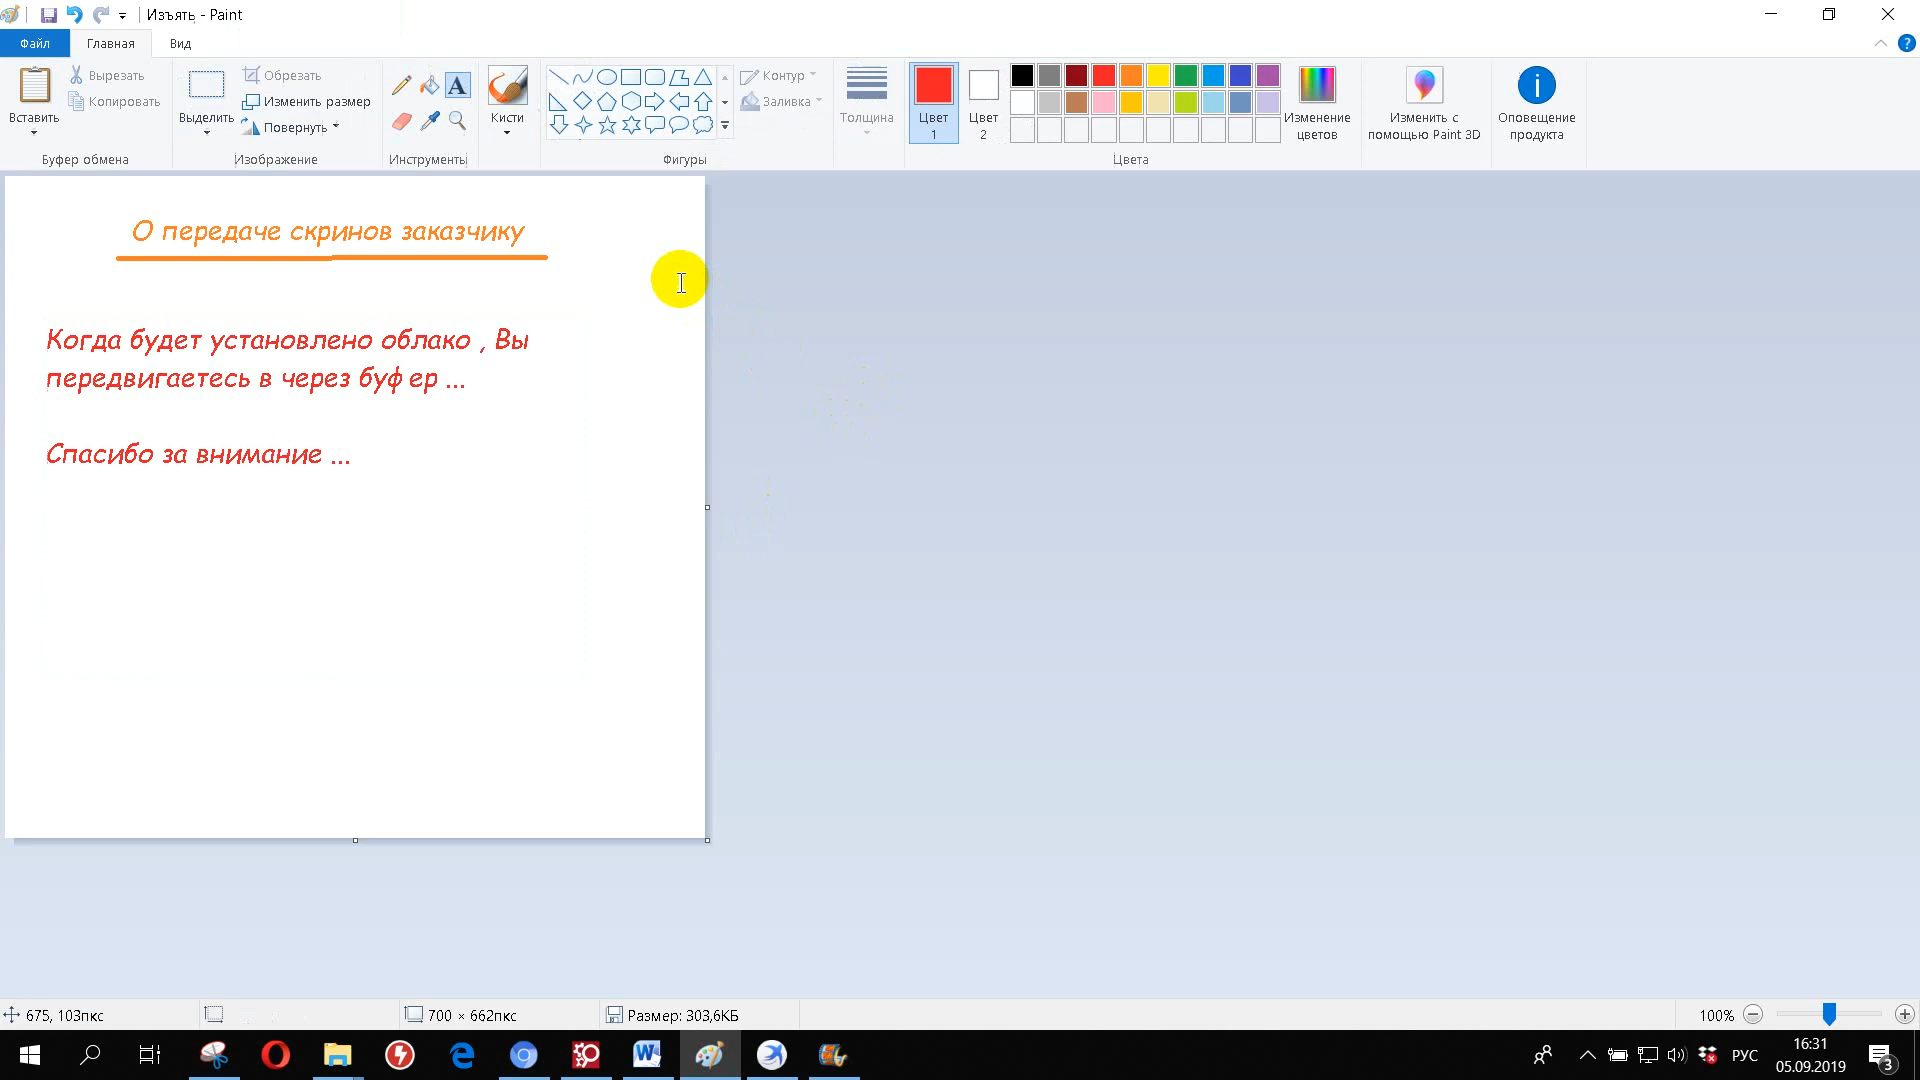 Изъять - Paint
Файл
Главная
Вид
Вставить
Вырезать
Копировать
Буфер обмена
Выделить
Обрезать
Изменить размер
Повернуть
Изображение
A
Инструменты
Кисти
Фигуры
Контур
Заливка
Толщина
Цвет 1
Цвет 2
Изменение цветов
Цвета
Изменить с помощью Paint 3D
Оповещение продукта
О передаче скринов заказчику
Когда будет установлено облако , Вы
передвигаетесь в через буфер ...
Спасибо за внимание ...
675, 103пкс
700 × 662пкс
Размер: 303,6КБ
100%
РУС
16:31
05.09.2019
3